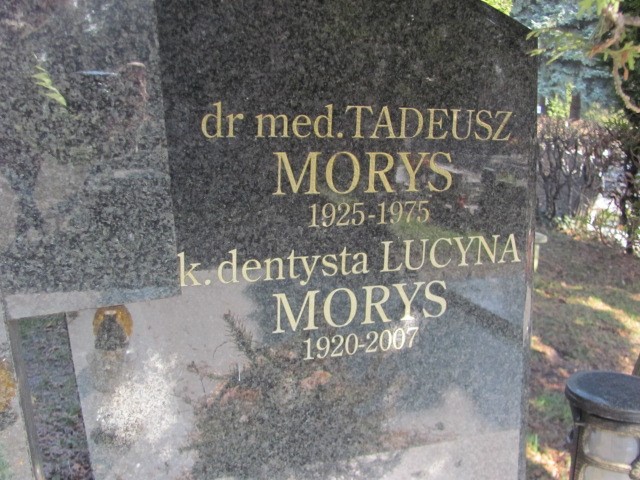 dr med. TADEUSZ
MORYS
1925-1975
k. dentysta LUCYNA
MORYS
1920-2007